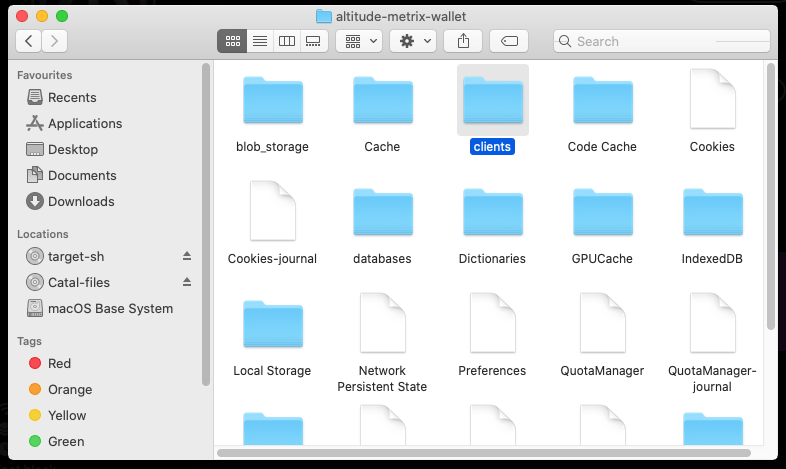 altitude-metrix-wallet
Search
Favourites
Recents
Applications
Desktop
Documents
Downloads
Locations
target-sh
Catal-files
macOS Base System
Tags
Red
Orange
Yellow
Green
blob_storage
Cache
clients
Code Cache
Cookies
Cookies-journal
databases
Dictionaries
GPUCache
IndexedDB
Local Storage
Network
Persistent State
Preferences
QuotaManager
QuotaManager-
journal